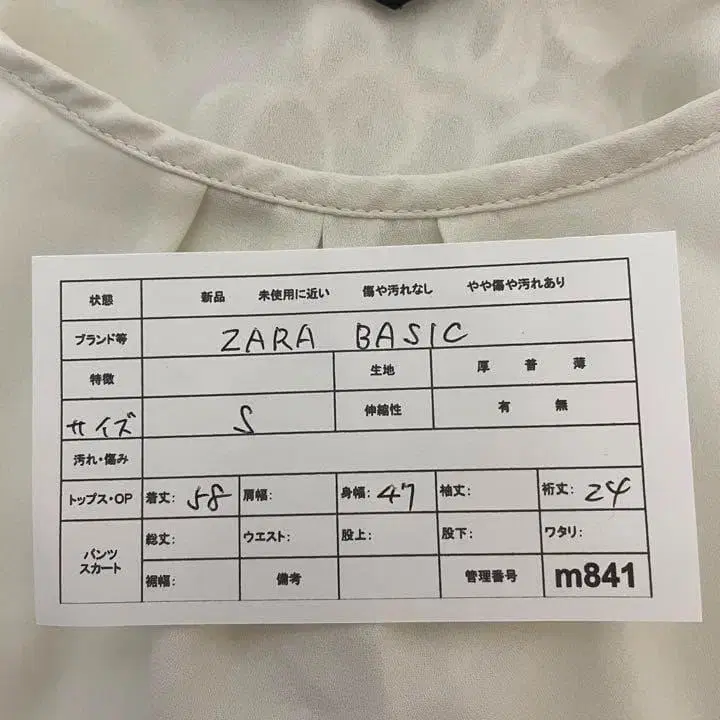 状態 新品 未使用に近い 傷や汚れなし やや傷や汚れあり
ブランド等 ZARA BASIC
特徴 生地 厚 普 薄
サイズ S 伸縮性 有 無
汚れ・傷み
トップス・OP 着丈: 58 肩幅: 身幅: 47 袖丈: 裄丈: 24
パンツ
スカート
総丈: ウエスト: 股上: 股下: ワタリ:
裾幅: 備考 管理番号 m841